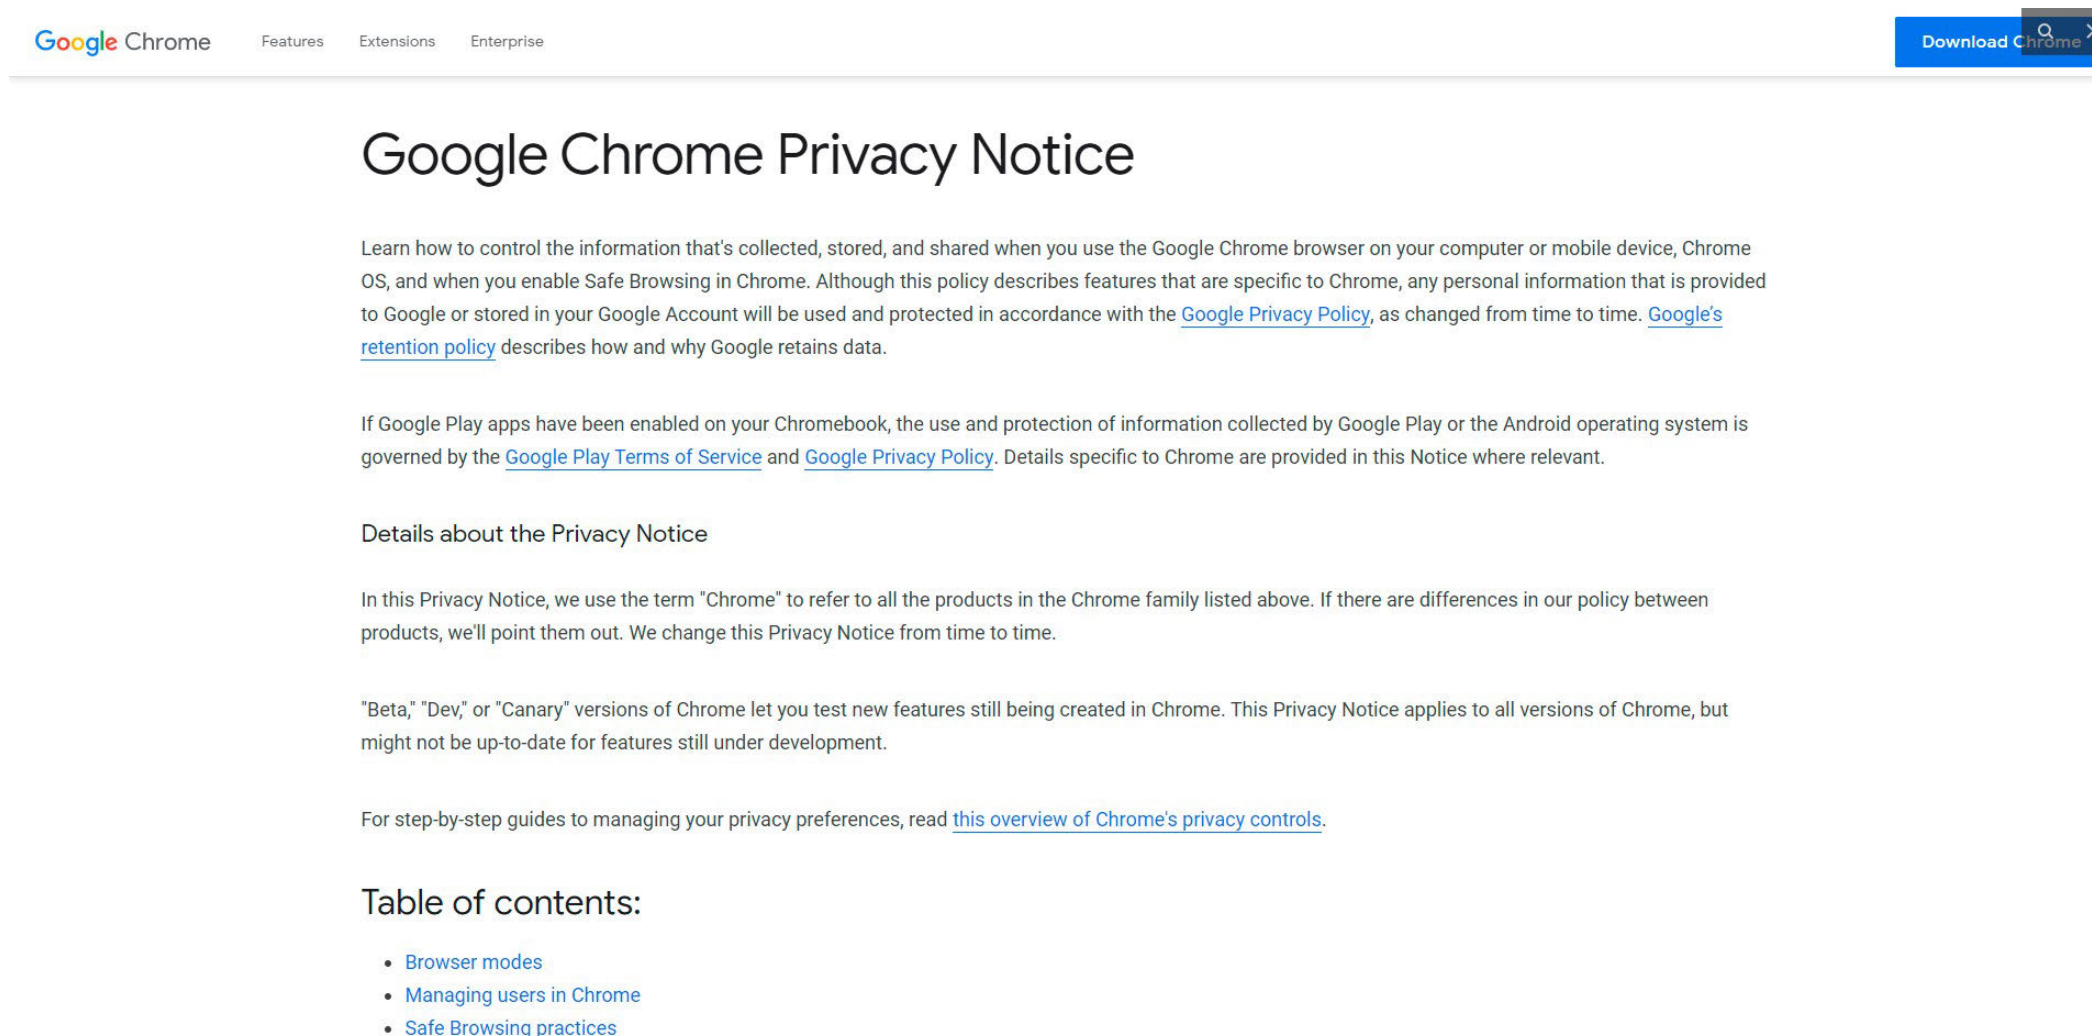 Google Chrome
Features
Extensions
Enterprise
Download Chrome
Google Chrome Privacy Notice
Learn how to control the information that's collected, stored, and shared when you use the Google Chrome browser on your computer or mobile device, Chrome
OS, and when you enable Safe Browsing in Chrome. Although this policy describes features that are specific to Chrome, any personal information that is provided
to Google or stored in your Google Account will be used and protected in accordance with the Google Privacy Policy, as changed from time to time. Google's
retention policy describes how and why Google retains data.
If Google Play apps have been enabled on your Chromebook, the use and protection of information collected by Google Play or the Android operating system is
governed by the Google Play Terms of Service and Google Privacy Policy. Details specific to Chrome are provided in this Notice where relevant.
Details about the Privacy Notice
In this Privacy Notice, we use the term "Chrome" to refer to all the products in the Chrome family listed above. If there are differences in our policy between
products, we'll point them out. We change this Privacy Notice from time to time.
"Beta," "Dev," or "Canary" versions of Chrome let you test new features still being created in Chrome. This Privacy Notice applies to all versions of Chrome, but
might not be up-to-date for features still under development.
For step-by-step guides to managing your privacy preferences, read this overview of Chrome's privacy controls.
Table of contents:
• Browser modes
• Managing users in Chrome
• Safe Browsing practices